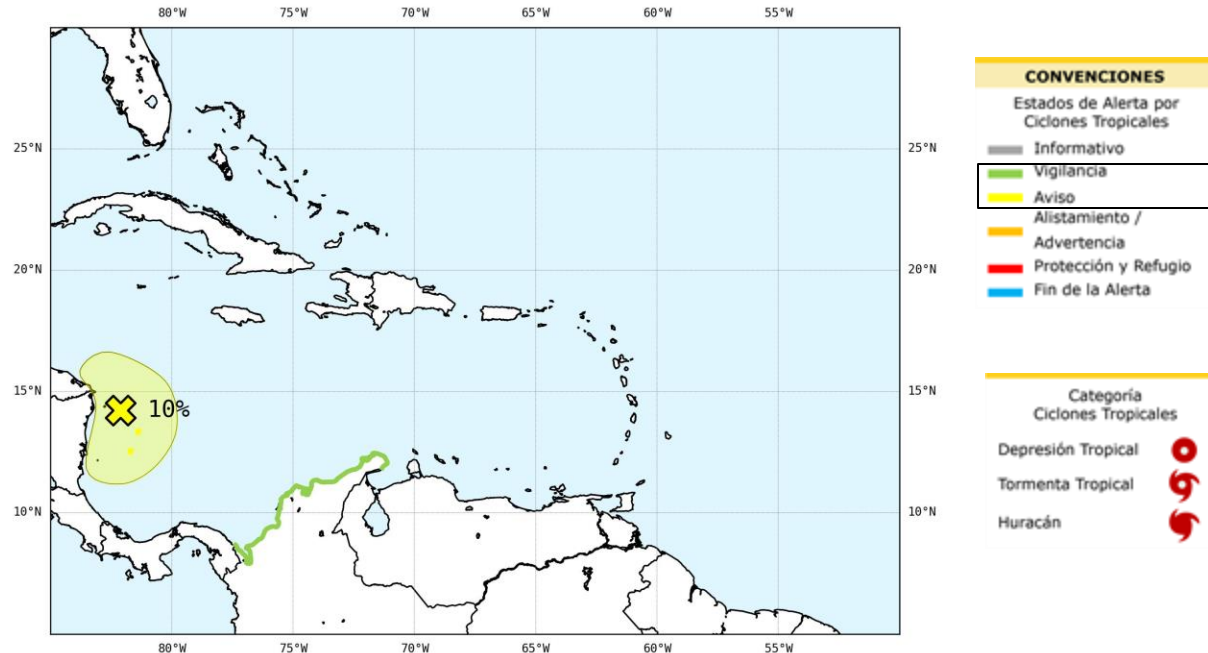 80°W 75°W 70°W 65°W 60°W 55°W
25°N 25°N
20°N 20°N
15°N 15°N
10%
10°N 10°N
80°W 75°W 70°W 65°W 60°W 55°W
CONVENCIONES
Estados de Alerta por
Ciclones Tropicales
Informativo
Vigilancia
Aviso
Alistamiento /
Advertencia
Protección y Refugio
Fin de la Alerta
Categoría
Ciclones Tropicales
Depresión Tropical
Tormenta Tropical
Huracán